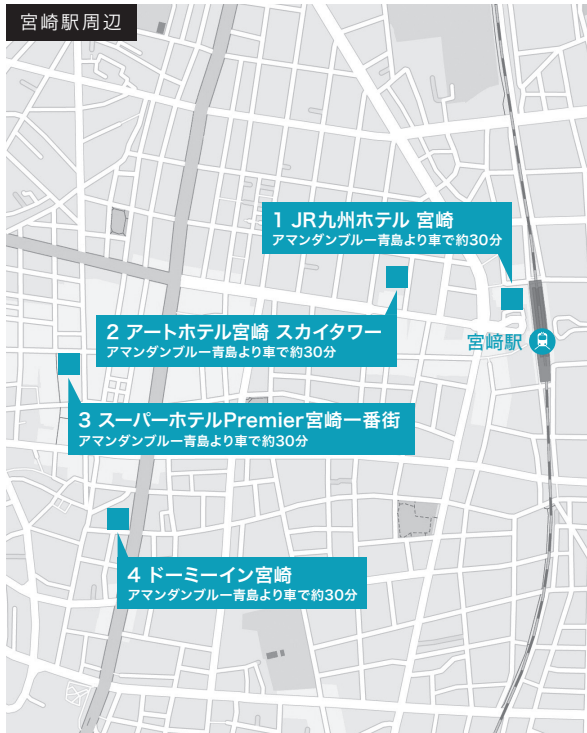 宮崎駅周辺
1 JR九州ホテル 宮崎
アマンダンブルー青島より車で約30分
2 アートホテル宮崎 スカイタワー
アマンダンブルー青島より車で約30分
宮﨑駅
3 スーパーホテルPremier宮崎一番街
アマンダンブルー青島より車で約30分
4 ドーミーイン宮崎
アマンダンブルー青島より車で約30分